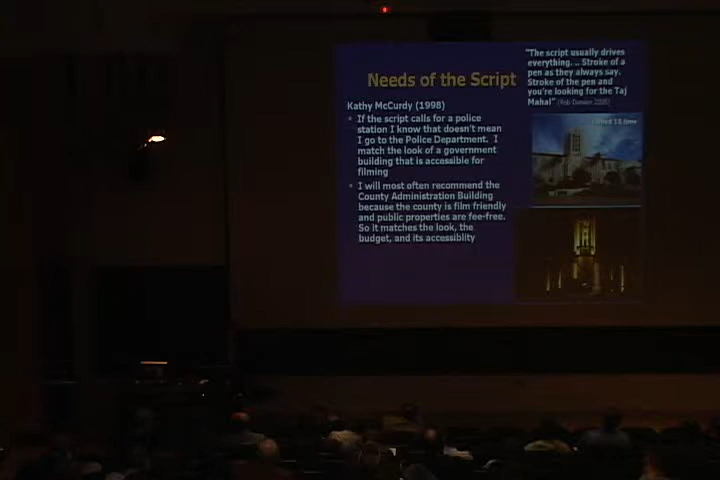 Needs of the Script
Kathy McCurdy (1998)
If the script calls for a police
station I know that doesn't mean
I go to the Police Department. I
match the look of a government
building that is accessible for
filming
I will most often recommend the
County Administration Building
because the county is film friendly
and public properties are fee-free.
So it matches the look, the
budget, and its accessiblity
"The script usually drives
everything. .. Stroke of a
pen as they always say.
Stroke of the pen and
you're looking for the Taj
Mahal"